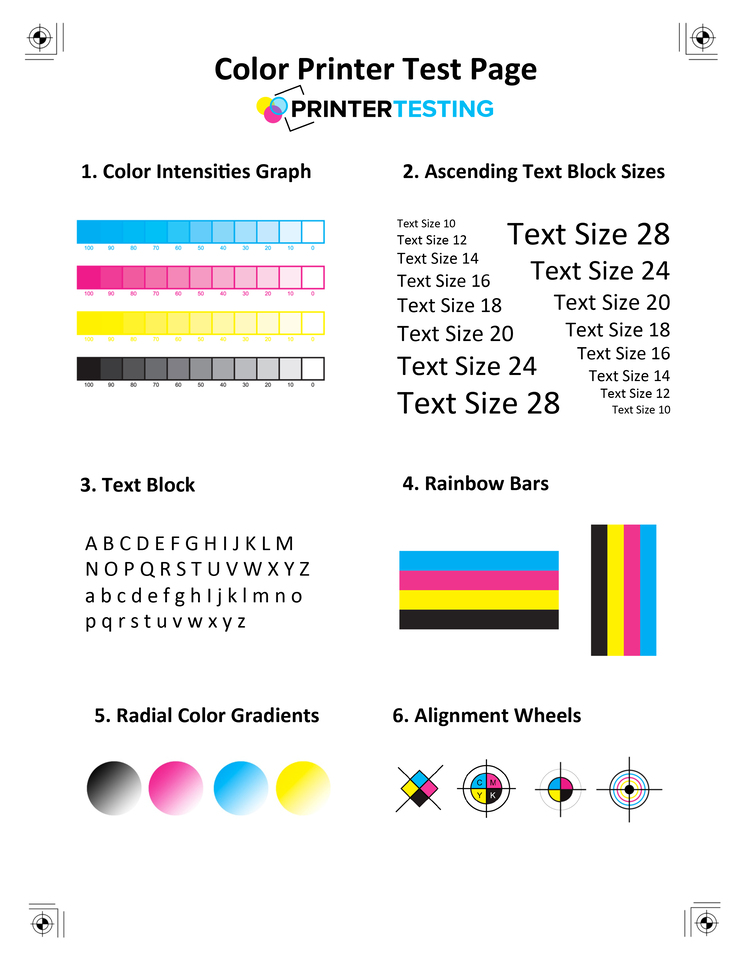 Color Printer Test Page
PRINTERTESTING
1. Color Intensities Graph
100 90 80 70 60 50 40 30 20 10 0
100 90 80 70 60 50 40 30 20 10 0
100 90 80 70 60 50 40 30 20 10 0
100 90 80 70 60 50 40 30 20 10 0
2. Ascending Text Block Sizes
Text Size 10
Text Size 12
Text Size 14
Text Size 16
Text Size 18
Text Size 20
Text Size 24
Text Size 28
Text Size 28
Text Size 24
Text Size 20
Text Size 18
Text Size 16
Text Size 14
Text Size 12
Text Size 10
3. Text Block
A B C D E F G H I J K L M
N O P Q R S T U V W X Y Z
a b c d e f g h I j k l m n o
p q r s t u v w x y z
4. Rainbow Bars
5. Radial Color Gradients
6. Alignment Wheels
C M
Y K